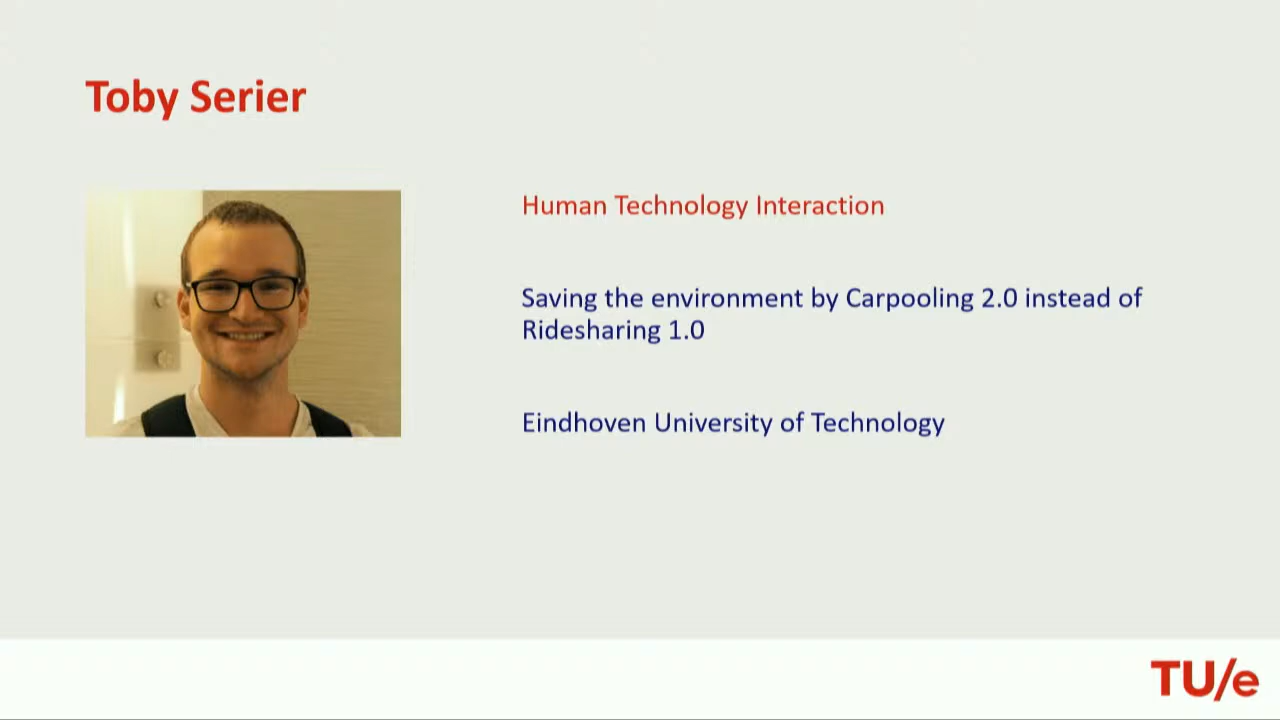 Toby Serier
Human Technology Interaction
Saving the environment by Carpooling 2.0 instead of
Ridesharing 1.0
Eindhoven University of Technology
TU/e